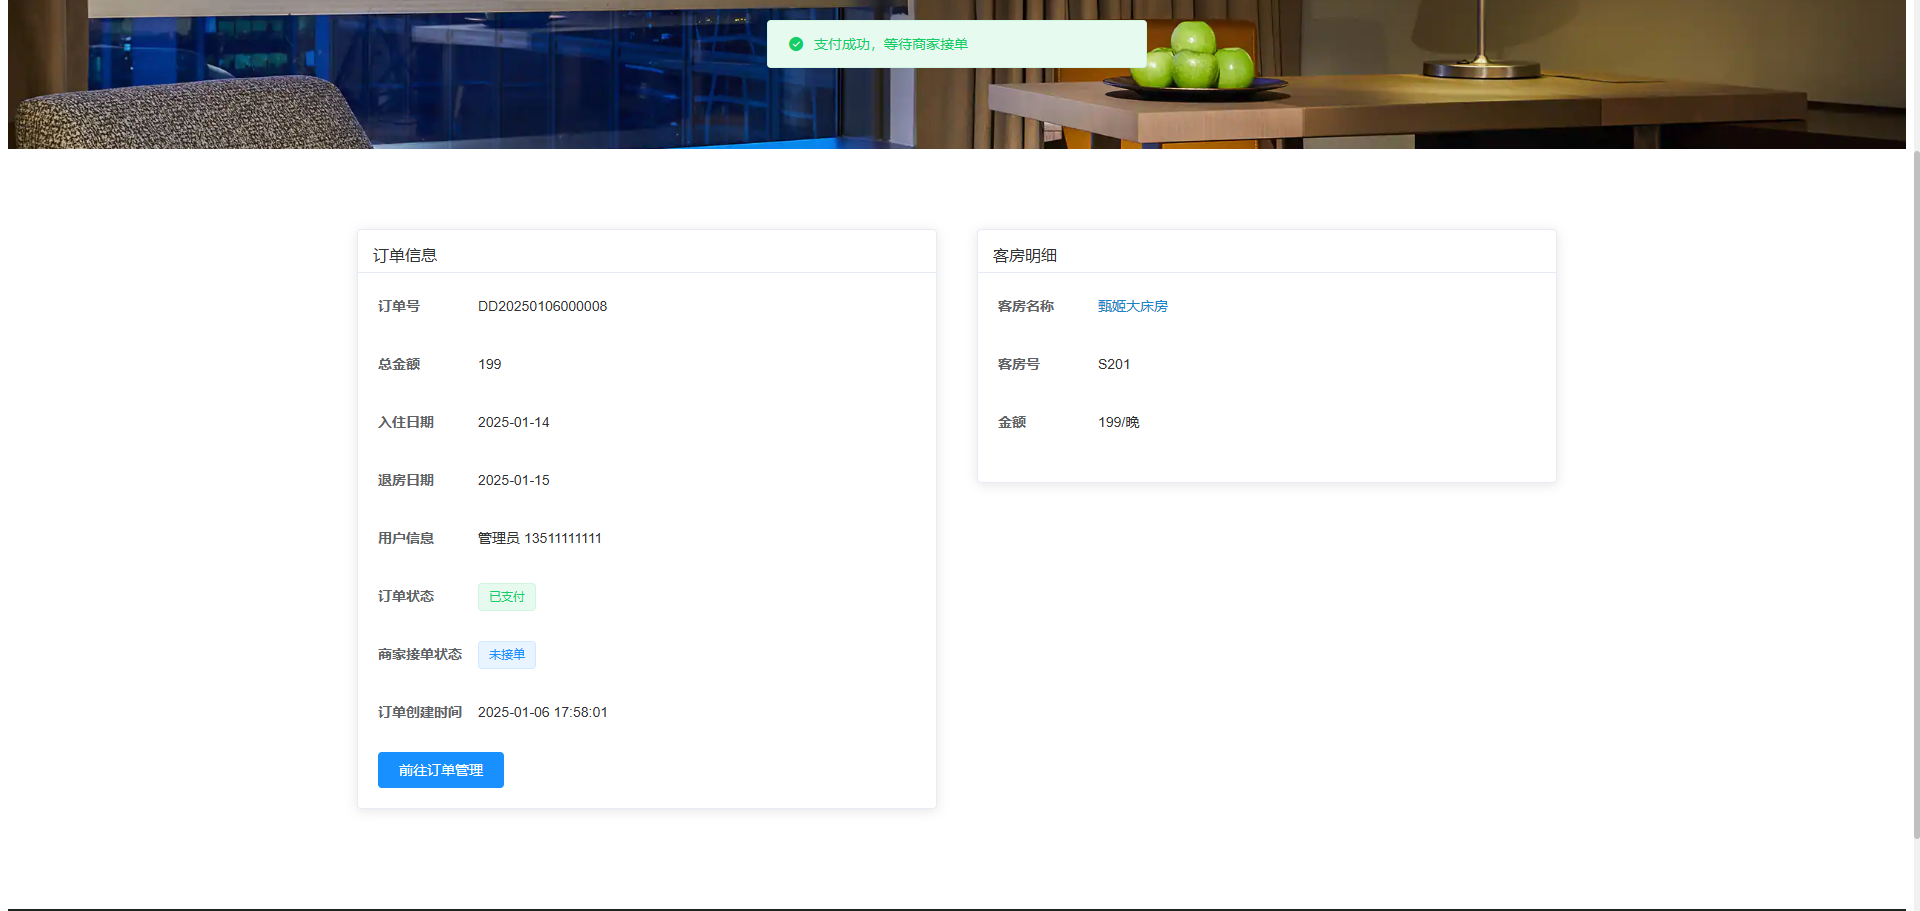 支付成功，等待商家接单
订单信息
订单号 DD20250106000008
总金额 199
入住日期 2025-01-14
退房日期 2025-01-15
用户信息 管理员 13511111111
订单状态 已支付
商家接单状态 未接单
订单创建时间 2025-01-06 17:58:01
前往订单管理
客房明细
客房名称 甄姬大床房
客房号 S201
金额 199/晚